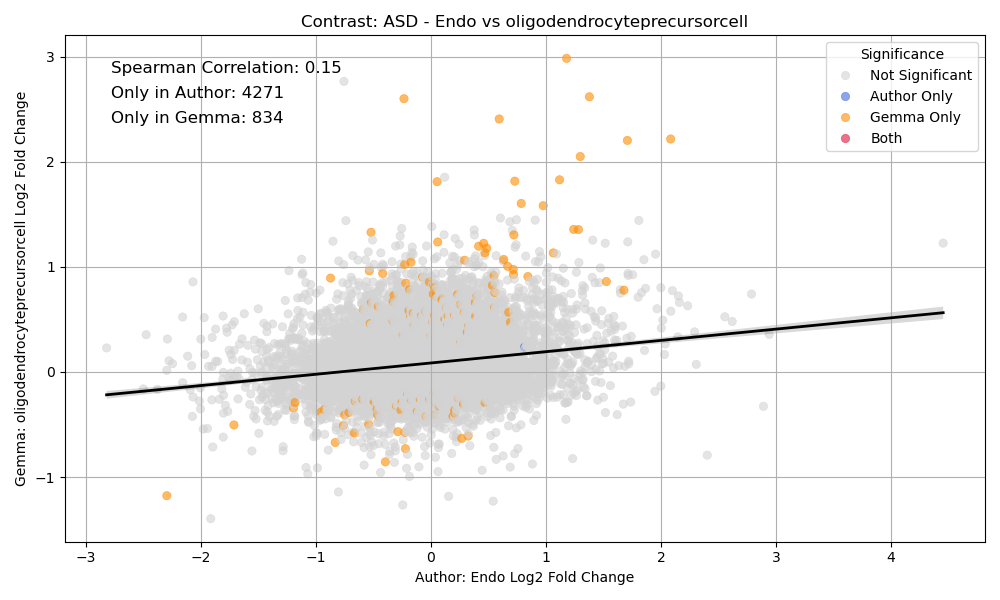 Contrast: ASD - Endo vs oligodendrocyteprecursorcell
Spearman Correlation: 0.15
Only in Author: 4271
Only in Gemma: 834
Significance
Not Significant
Author Only
Gemma Only
Both
Gemma: oligodendrocyteprecursorcell Log2 Fold Change
3
2
1
0
−1
−3
−2
−1
0
1
2
3
4
Author: Endo Log2 Fold Change